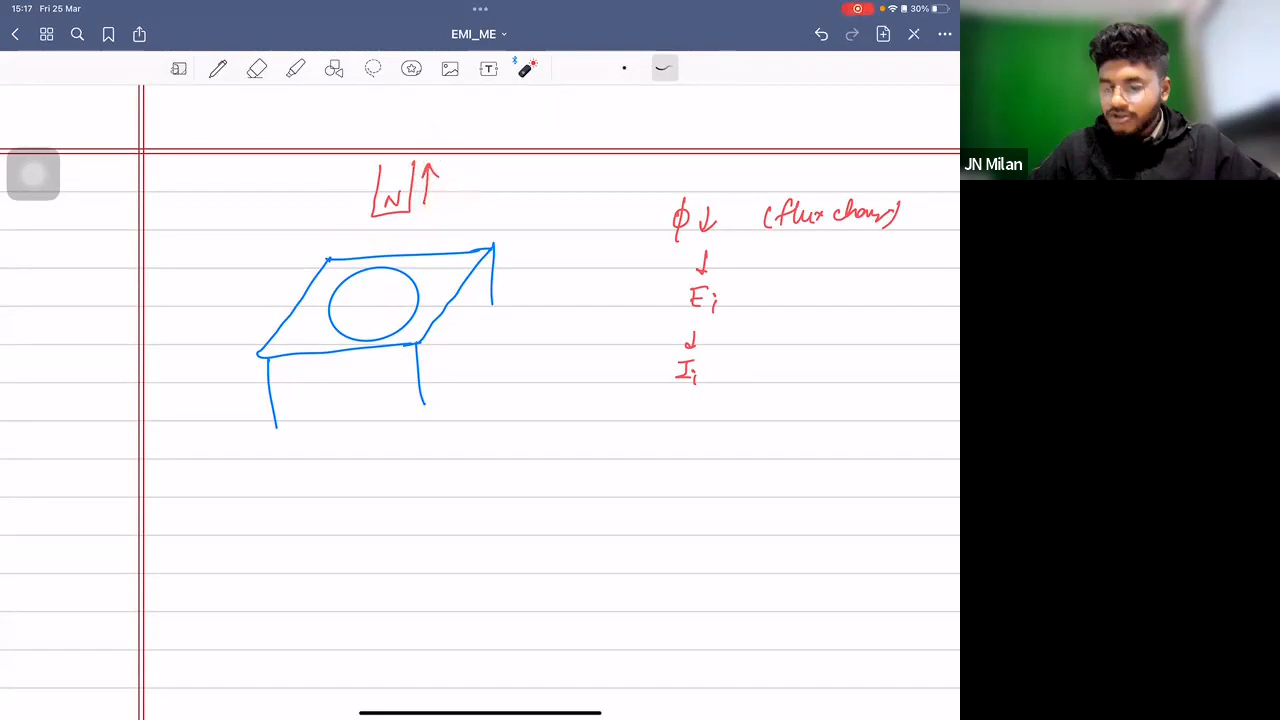 15:17 Fri 25 Mar
30%
EMI_ME
T
JN Milan
N ↑
ϕ ↓ (flux change)
↓
Ei
↓
Ii